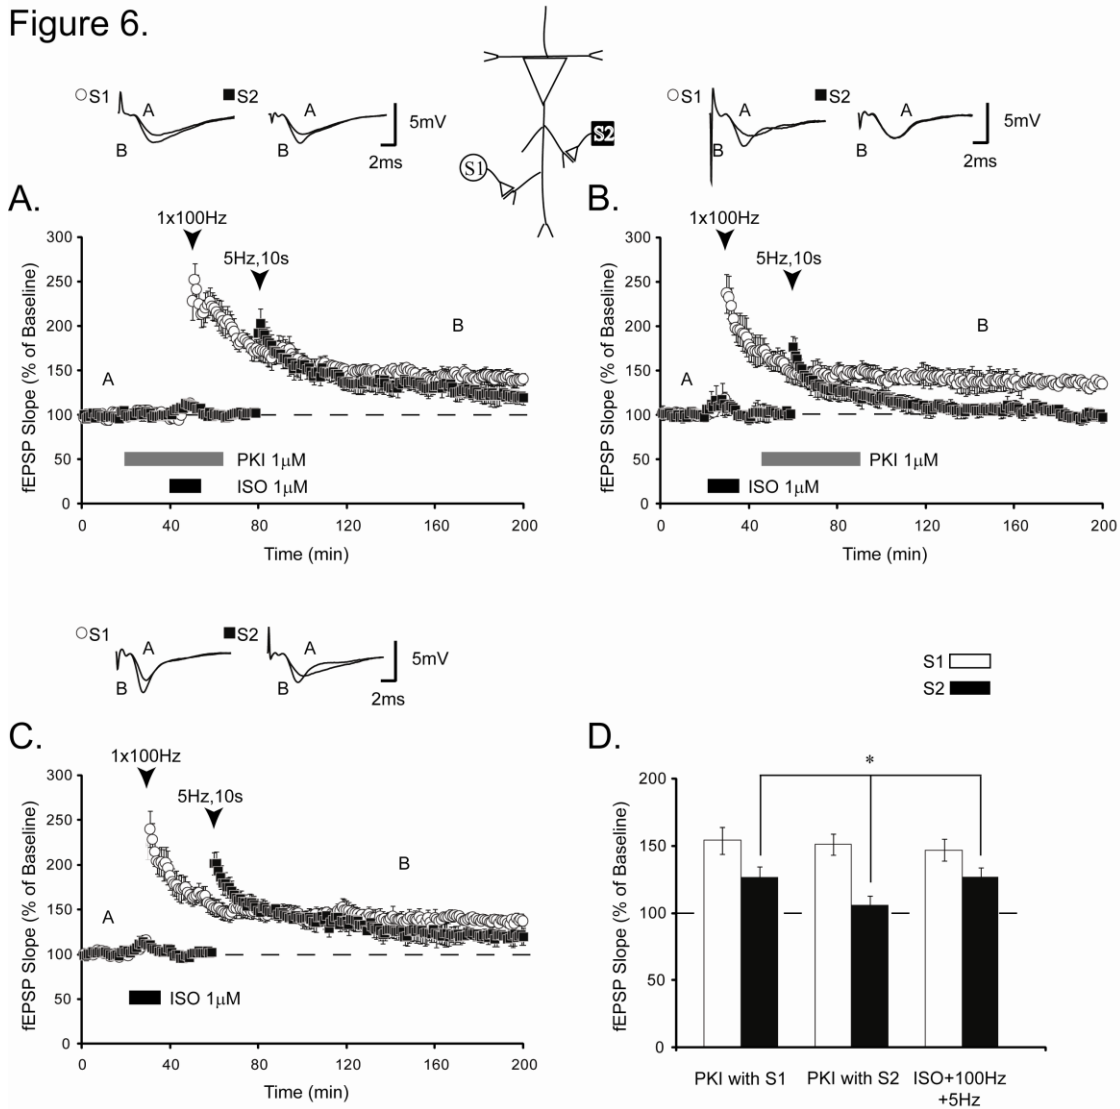 Figure 6.
S1
A
B
S2
A
B
5mV
2ms
S1
S2
S1
A
B
S2
A
B
5mV
2ms
A.
1x100Hz
5Hz,10s
300
250
200
150
100
50
0
fEPSP Slope (% of Baseline)
A
B
PKI 1μM
ISO 1μM
0 40 80 120 160 200
Time (min)
B.
1x100Hz
5Hz,10s
300
250
200
150
100
50
0
fEPSP Slope (% of Baseline)
A
B
PKI 1μM
ISO 1μM
0 40 80 120 160 200
Time (min)
S1
A
B
S2
A
B
5mV
2ms
C.
1x100Hz
5Hz,10s
300
250
200
150
100
50
0
fEPSP Slope (% of Baseline)
A
B
ISO 1μM
0 40 80 120 160 200
Time (min)
S1
S2
D.
*
200
150
100
50
0
fEPSP Slope (% of Baseline)
PKI with S1 PKI with S2 ISO+100Hz
+5Hz